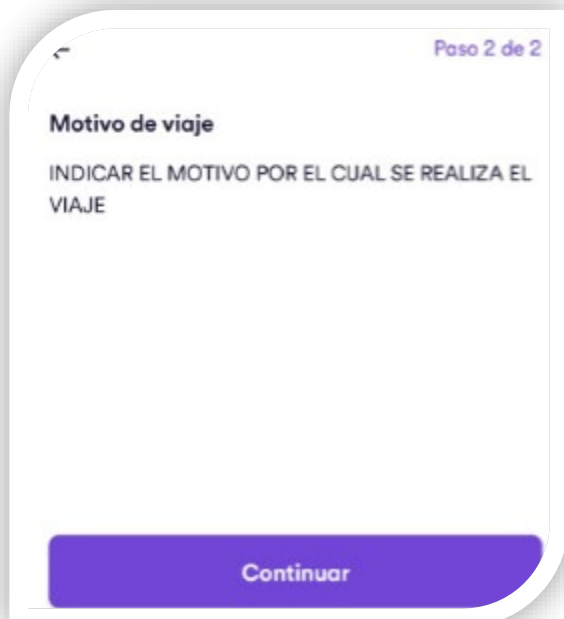 Paso 2 de 2
Motivo de viaje
INDICAR EL MOTIVO POR EL CUAL SE REALIZA EL
VIAJE
Continuar